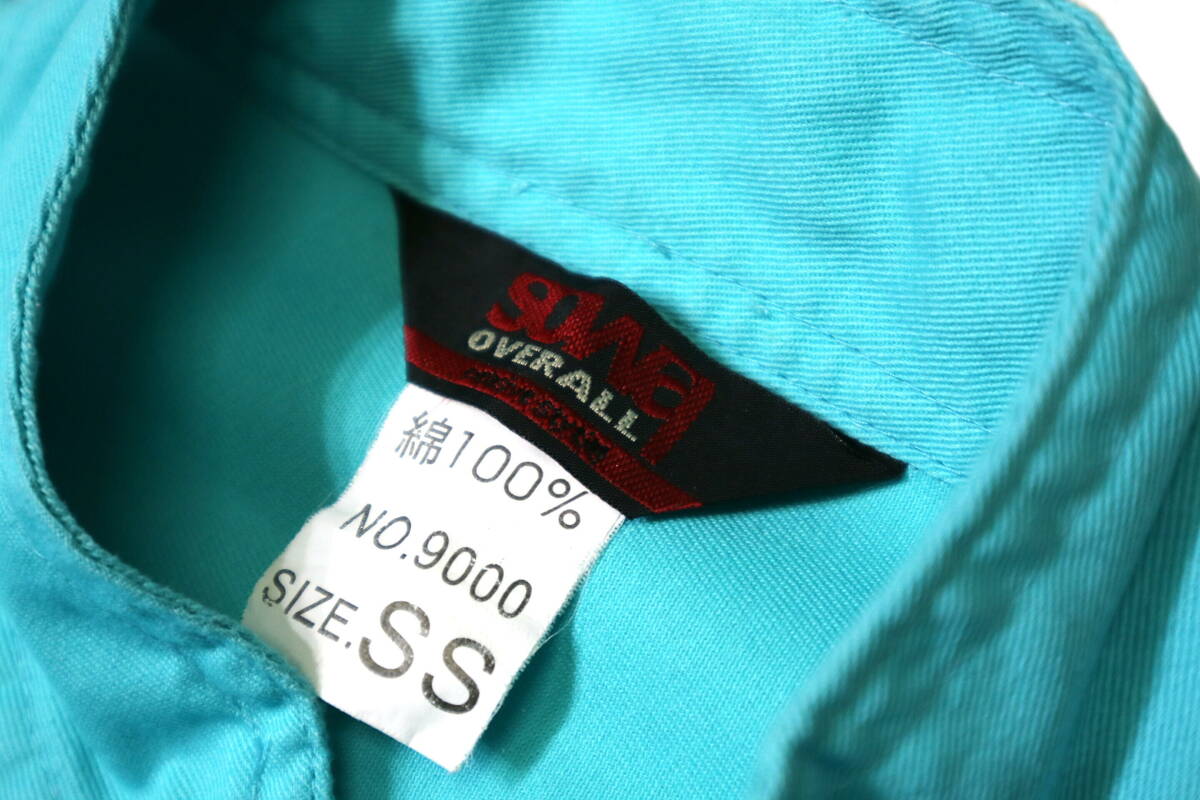 SOWA
OVERALL
綿100%
NO.9000
SIZE.SS